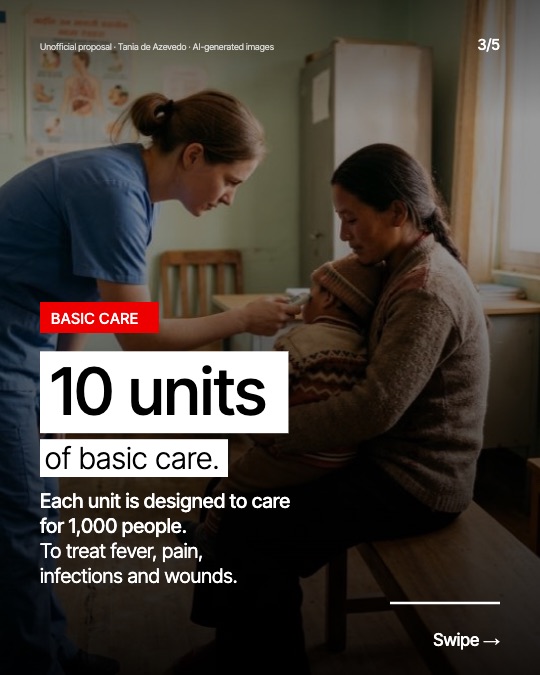 Unofficial proposal · Tania de Azevedo · AI-generated images
3/5
BASIC CARE
10 units
of basic care.
Each unit is designed to care
for 1,000 people.
To treat fever, pain,
infections and wounds.
Swipe →